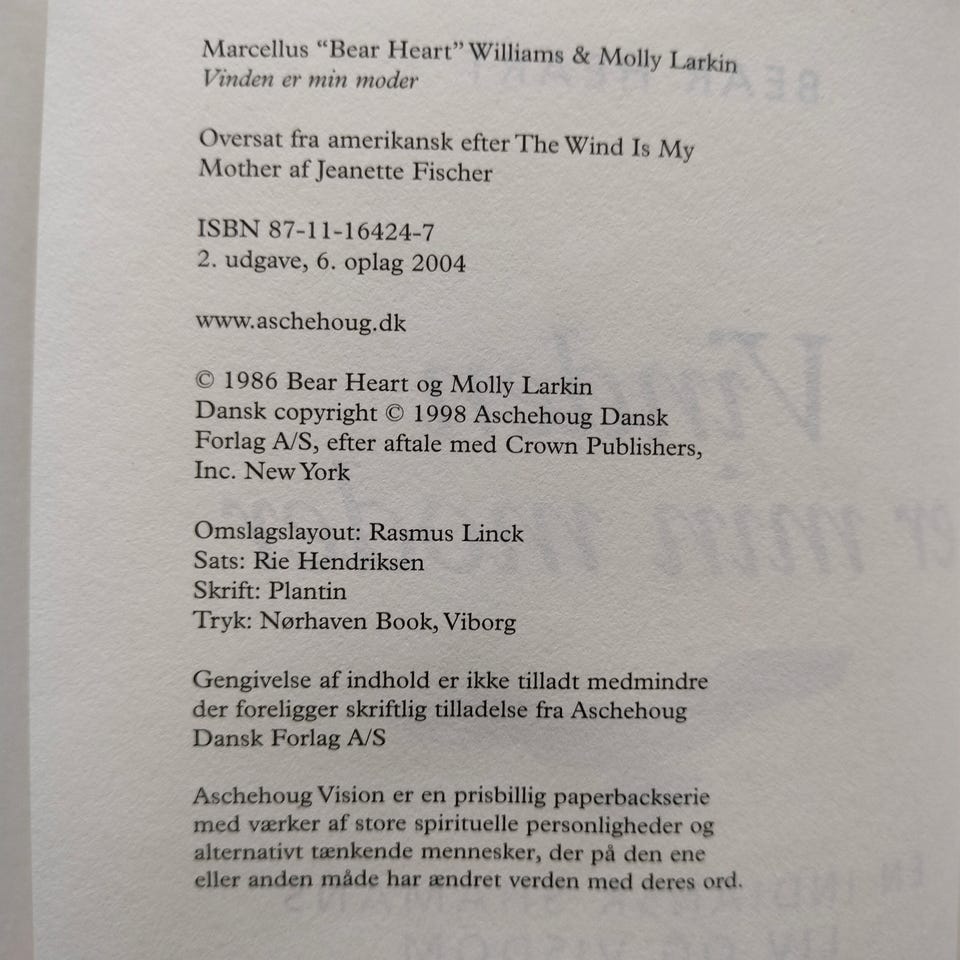 Marcellus “Bear Heart” Williams & Molly Larkin
Vinden er min moder
Oversat fra amerikansk efter The Wind Is My
Mother af Jeanette Fischer
ISBN 87-11-16424-7
2. udgave, 6. oplag 2004
www.aschehoug.dk
© 1986 Bear Heart og Molly Larkin
Dansk copyright © 1998 Aschehoug Dansk
Forlag A/S, efter aftale med Crown Publishers,
Inc. New York
Omslagslayout: Rasmus Linck
Sats: Rie Hendriksen
Skrift: Plantin
Tryk: Nørhaven Book, Viborg
Gengivelse af indhold er ikke tilladt medmindre
der foreligger skriftlig tilladelse fra Aschehoug
Dansk Forlag A/S
Aschehoug Vision er en prisbillig paperbackserie
med værker af store spirituelle personligheder og
alternativt tænkende mennesker, der på den ene
eller anden måde har ændret verden med deres ord.